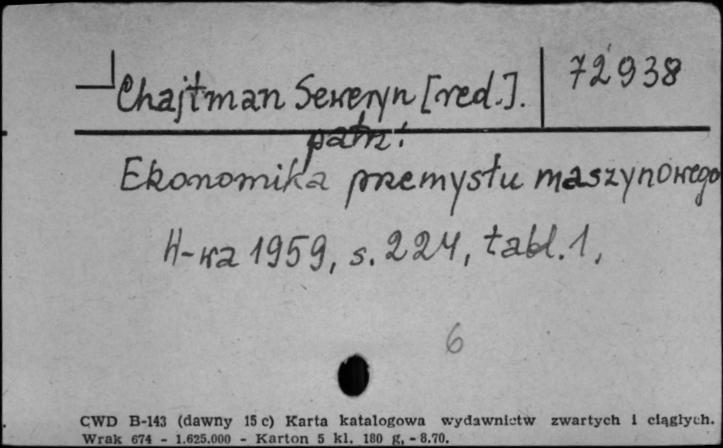 Chajtman Seweryn [red.]. 72938
patrz:
Ekonomika przemysłu maszynowego
W-wa 1959, s. 224, tabl. 1,
6
CWD B-143 (dawny 15 c) Karta katalogowa wydawnictw zwartych i ciągłych.
Wrak 674 - 1.625.000 - Karton 5 kl. 180 g. - 8.70.